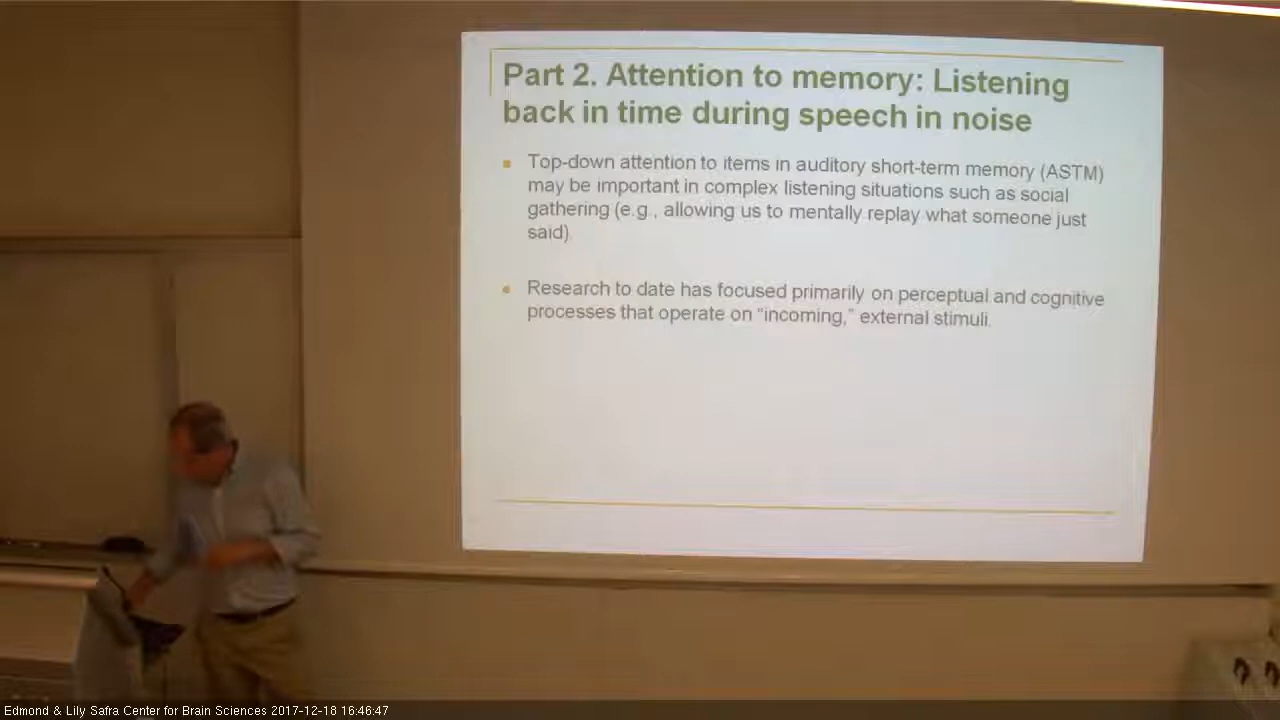 Part 2. Attention to memory: Listening
back in time during speech in noise
Top-down attention to items in auditory short-term memory (ASTM)
may be important in complex listening situations such as social
gathering (e.g., allowing us to mentally replay what someone just
said).
Research to date has focused primarily on perceptual and cognitive
processes that operate on “incoming,” external stimuli.
Edmond & Lily Safra Center for Brain Sciences 2017-12-18 16:46:47